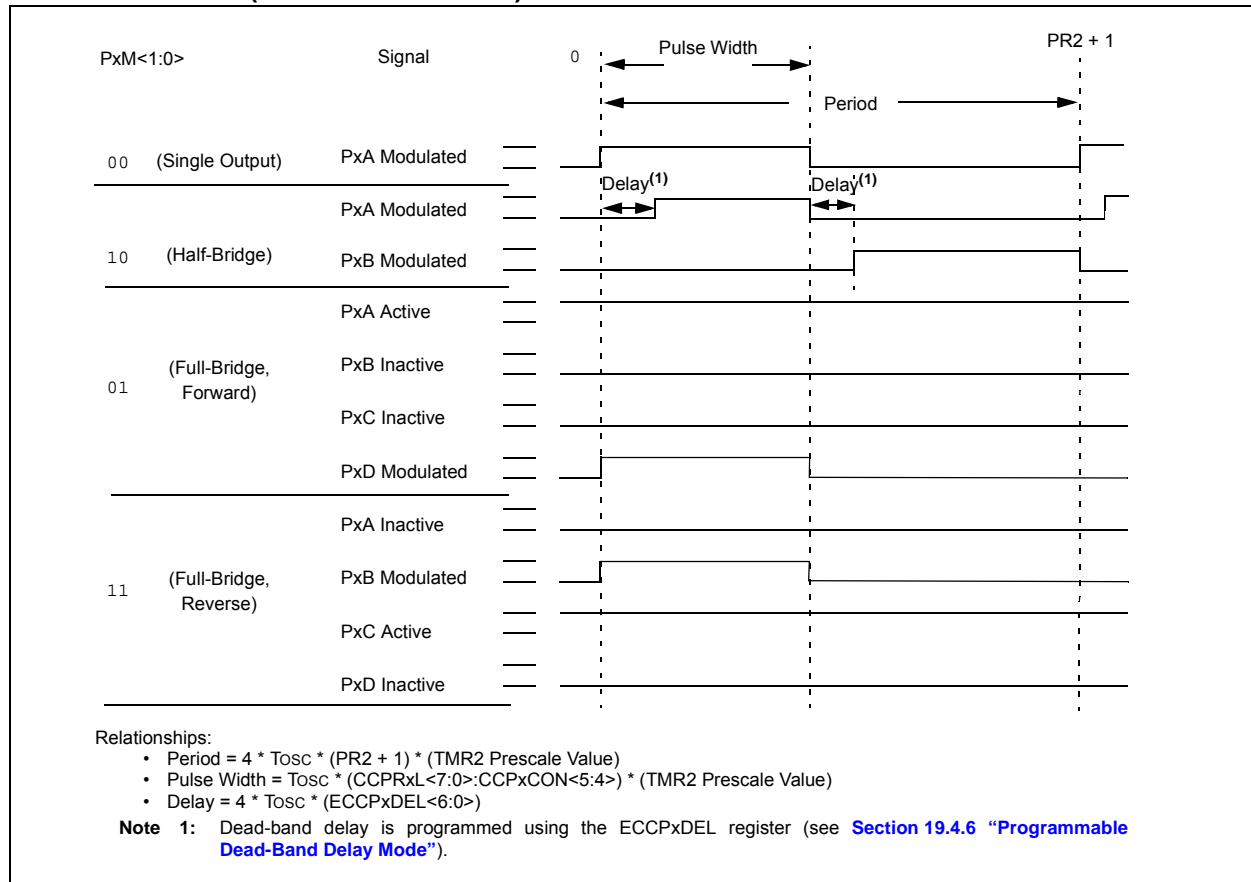 PxM<1:0> Signal 0 Pulse Width PR2 + 1
Period
00 (Single Output) PxA Modulated
Delay(1) Delay(1)
PxA Modulated
10 (Half-Bridge) PxB Modulated
PxA Active
PxB Inactive
01 (Full-Bridge,
Forward)
PxC Inactive
PxD Modulated
PxA Inactive
PxB Modulated
11 (Full-Bridge,
Reverse)
PxC Active
PxD Inactive
Relationships:
• Period = 4 * TOSC * (PR2 + 1) * (TMR2 Prescale Value)
• Pulse Width = TOSC * (CCPRxL<7:0>:CCPxCON<5:4>) * (TMR2 Prescale Value)
• Delay = 4 * TOSC * (ECCPxDEL<6:0>)
Note 1: Dead-band delay is programmed using the ECCPxDEL register (see Section 19.4.6 “Programmable
Dead-Band Delay Mode”).